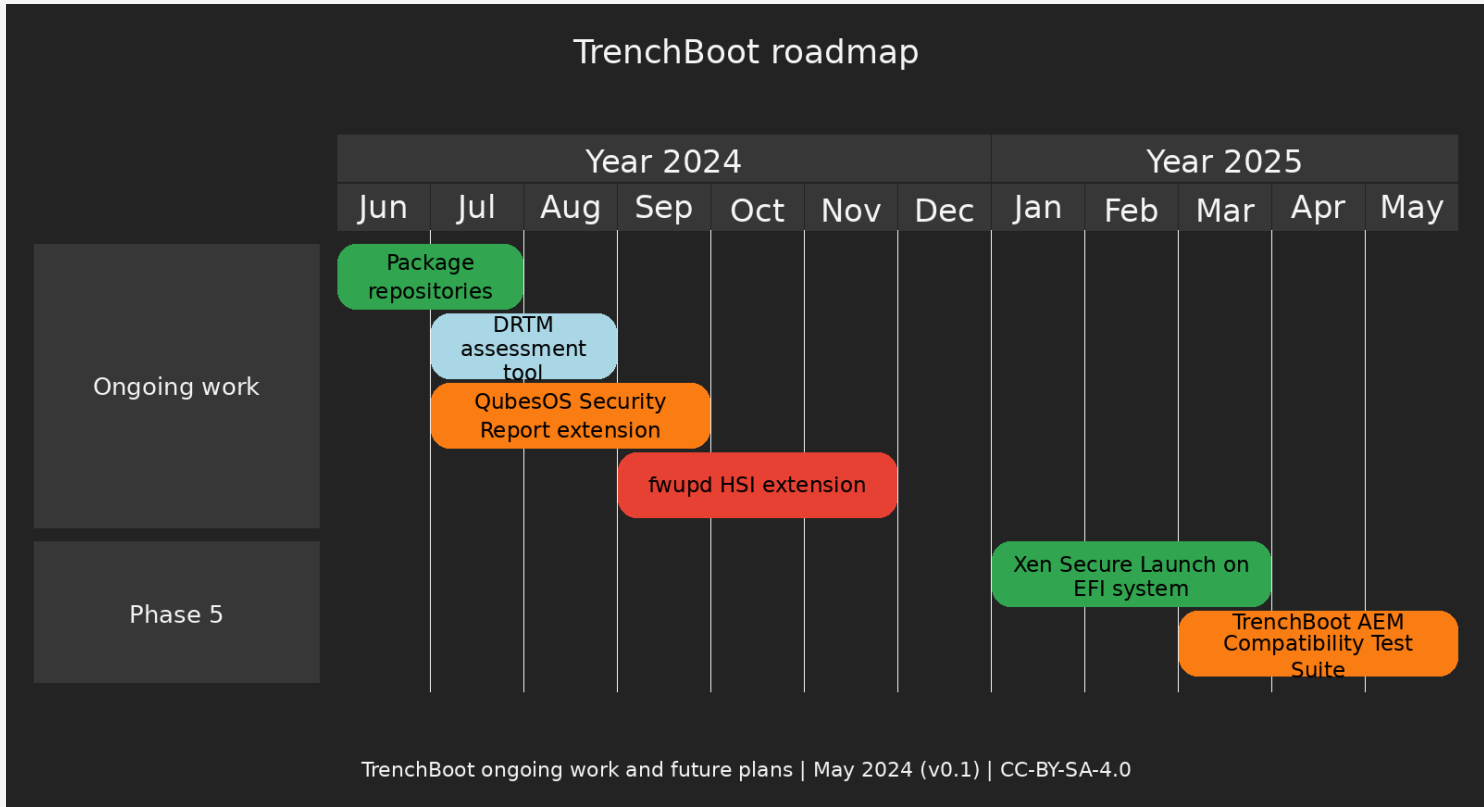 TrenchBoot roadmap
Year 2024 Year 2025
Jun Jul Aug Sep Oct Nov Dec Jan Feb Mar Apr May
Ongoing work
Package
repositories
DRTM
assessment
tool
QubesOS Security
Report extension
fwupd HSI extension
Phase 5
Xen Secure Launch on
EFI system
TrenchBoot AEM
Compatibility Test
Suite
TrenchBoot ongoing work and future plans | May 2024 (v0.1) | CC-BY-SA-4.0